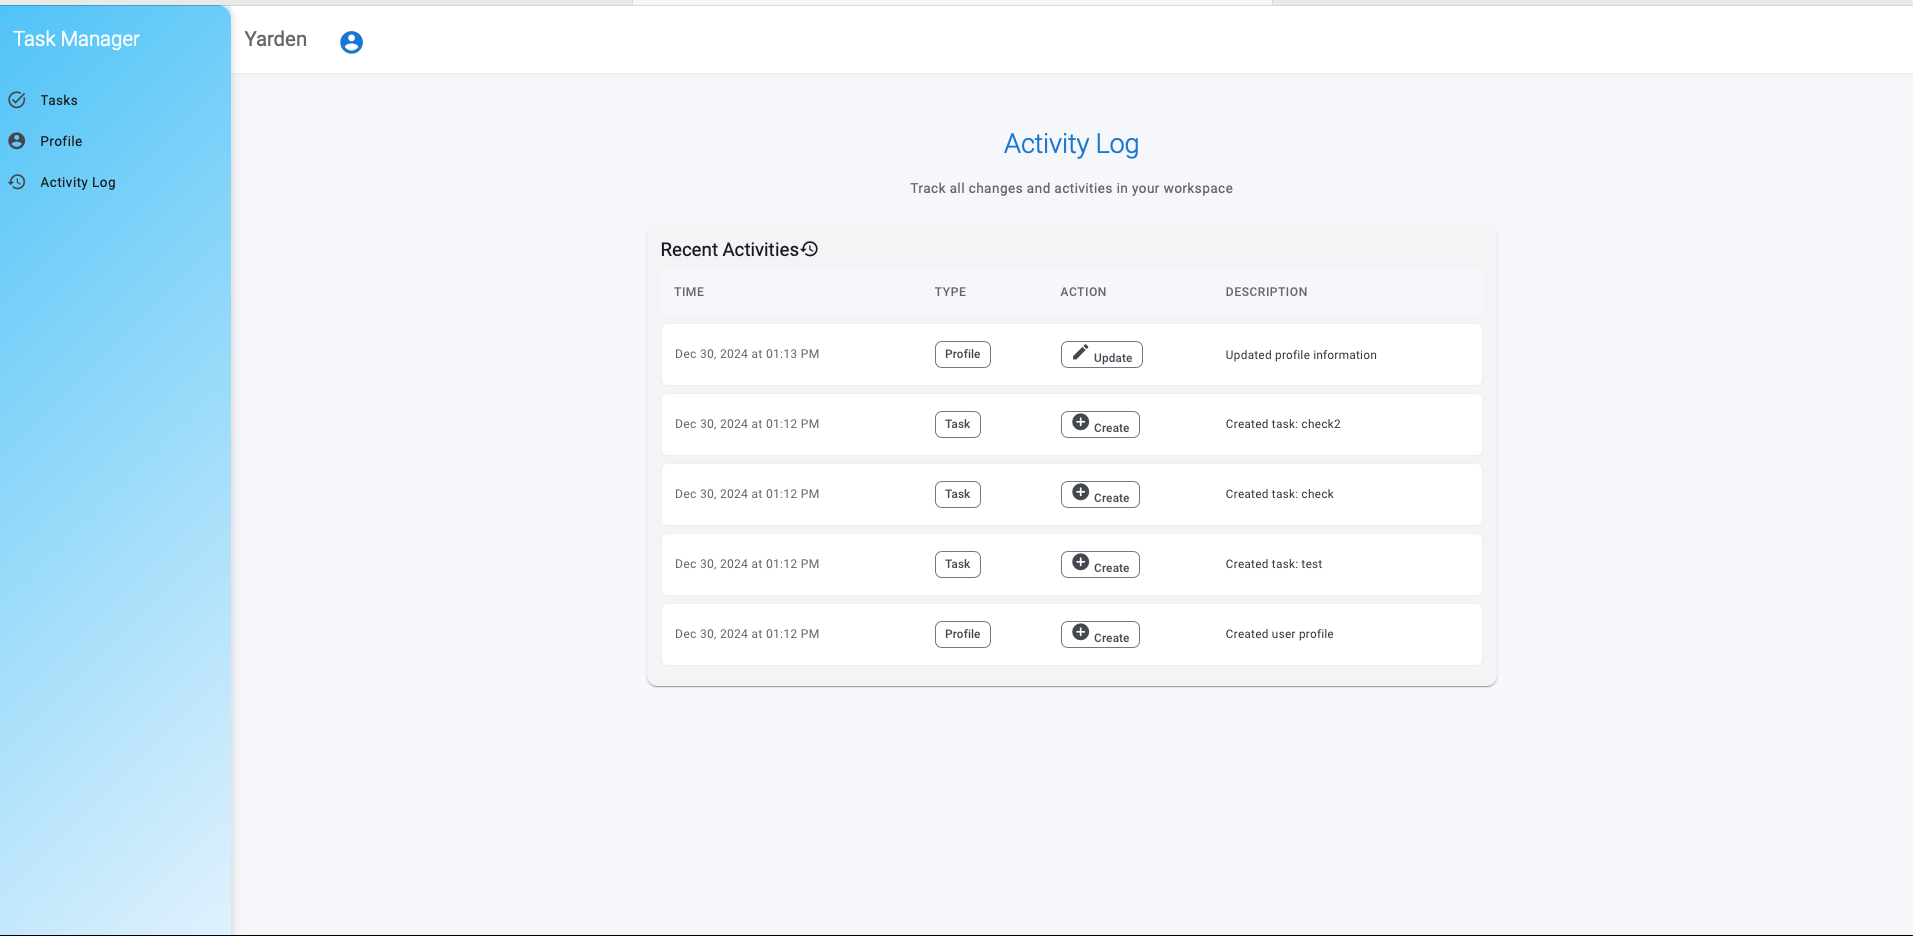 Task Manager
Yarden
Tasks
Profile
Activity Log
Activity Log
Track all changes and activities in your workspace
Recent Activities
TIME TYPE ACTION DESCRIPTION
Dec 30, 2024 at 01:13 PM Profile Update Updated profile information
Dec 30, 2024 at 01:12 PM Task Create Created task: check2
Dec 30, 2024 at 01:12 PM Task Create Created task: check
Dec 30, 2024 at 01:12 PM Task Create Created task: test
Dec 30, 2024 at 01:12 PM Profile Create Created user profile